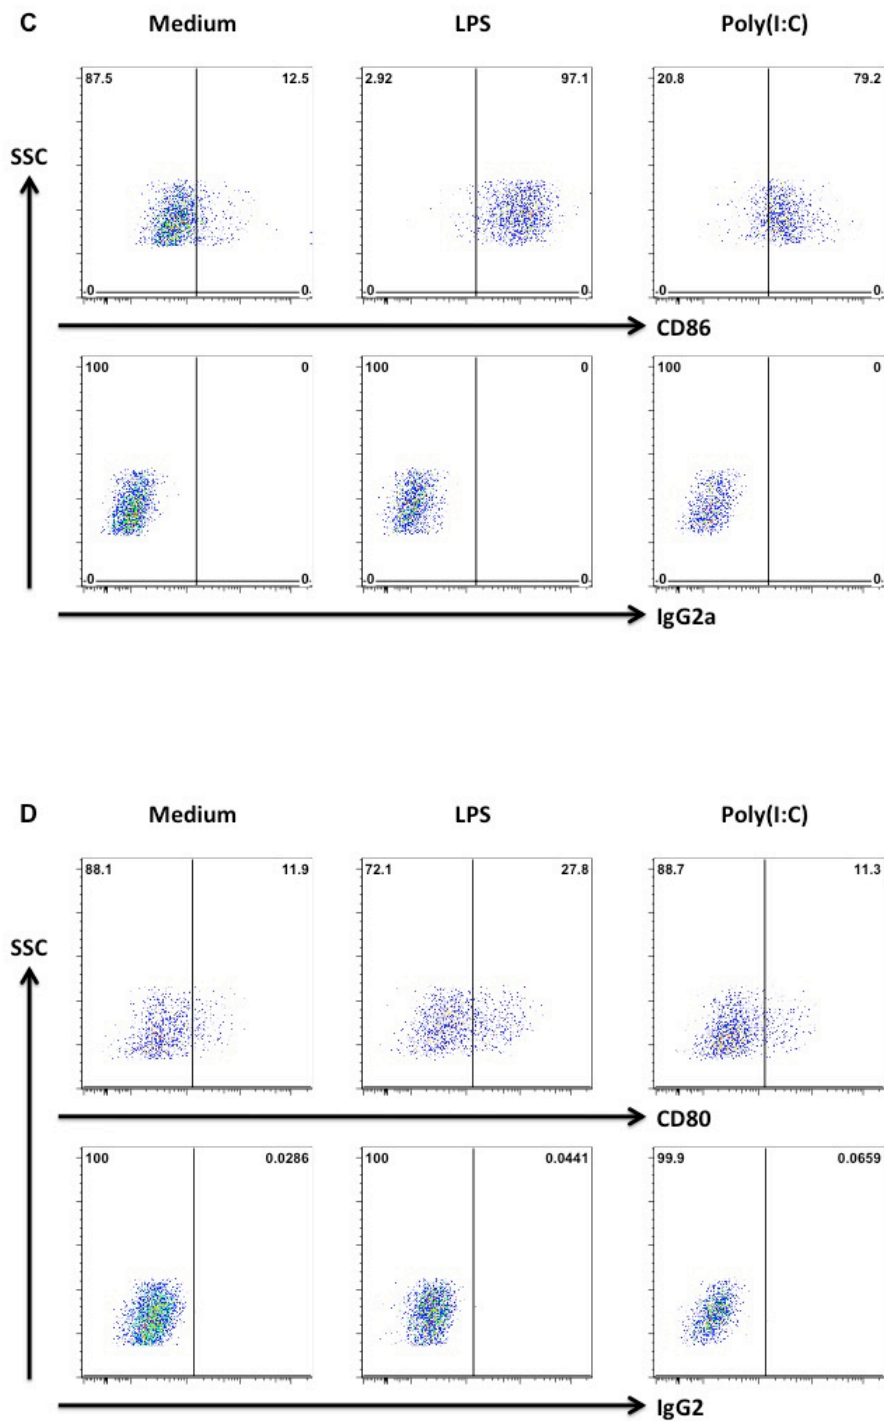 C Medium LPS Poly(I:C)
87.5 12.5 2.92 97.1 20.8 79.2
SSC
0 0 0 0 0 0
CD86
100 0 100 0 100 0
0 0 0 0 0 0
IgG2a
D Medium LPS Poly(I:C)
88.1 11.9 72.1 27.8 88.7 11.3
SSC
CD80
100 0.0286 100 0.0441 99.9 0.0659
IgG2